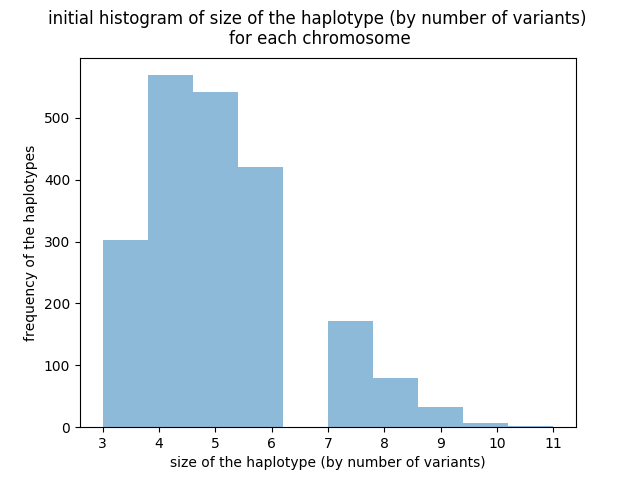 initial histogram of size of the haplotype (by number of variants)
for each chromosome
frequency of the haplotypes
500
400
300
200
100
0
3 4 5 6 7 8 9 10 11
size of the haplotype (by number of variants)